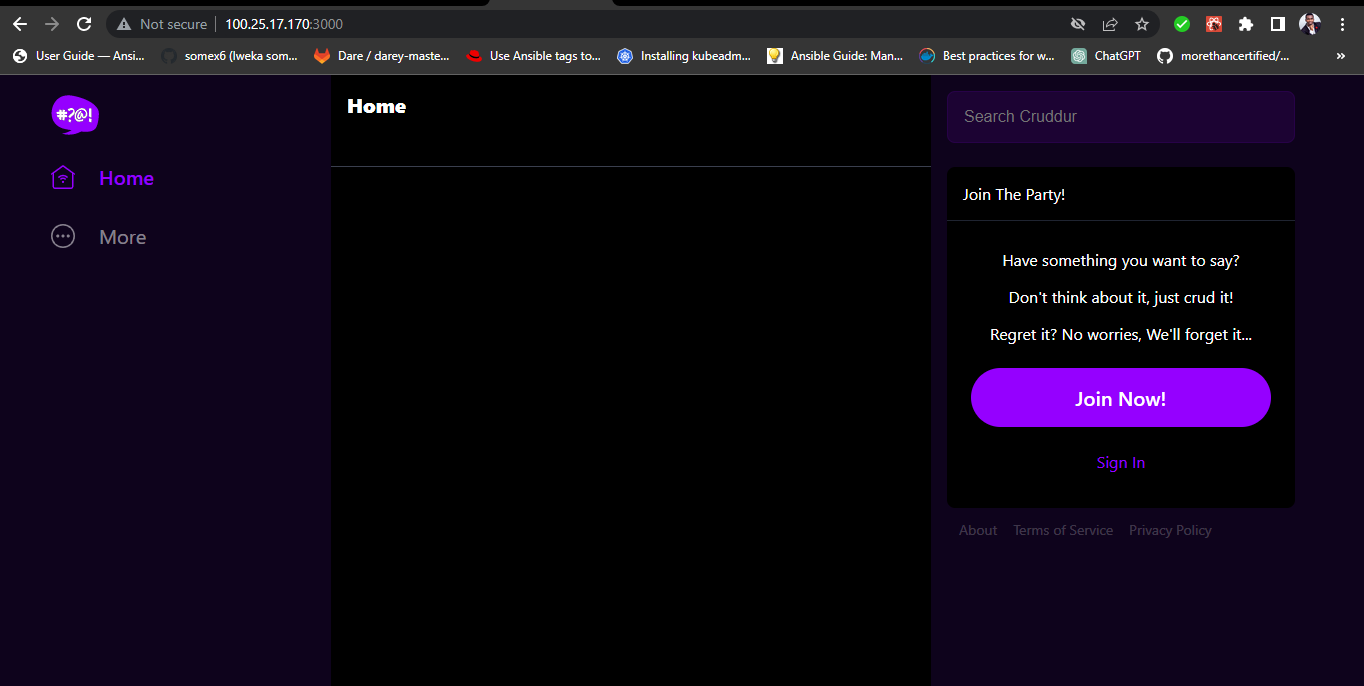 Not secure | 100.25.17.170:3000
User Guide — Ansi... somex6 (Iweka som... Dare / darey-maste... Use Ansible tags to... Installing kubeadm... Ansible Guide: Man... Best practices for w... ChatGPT morethancertified/... »
#?@!
Home
More
Home
Search Cruddur
Join The Party!
Have something you want to say?
Don't think about it, just crud it!
Regret it? No worries, We'll forget it...
Join Now!
Sign In
About Terms of Service Privacy Policy